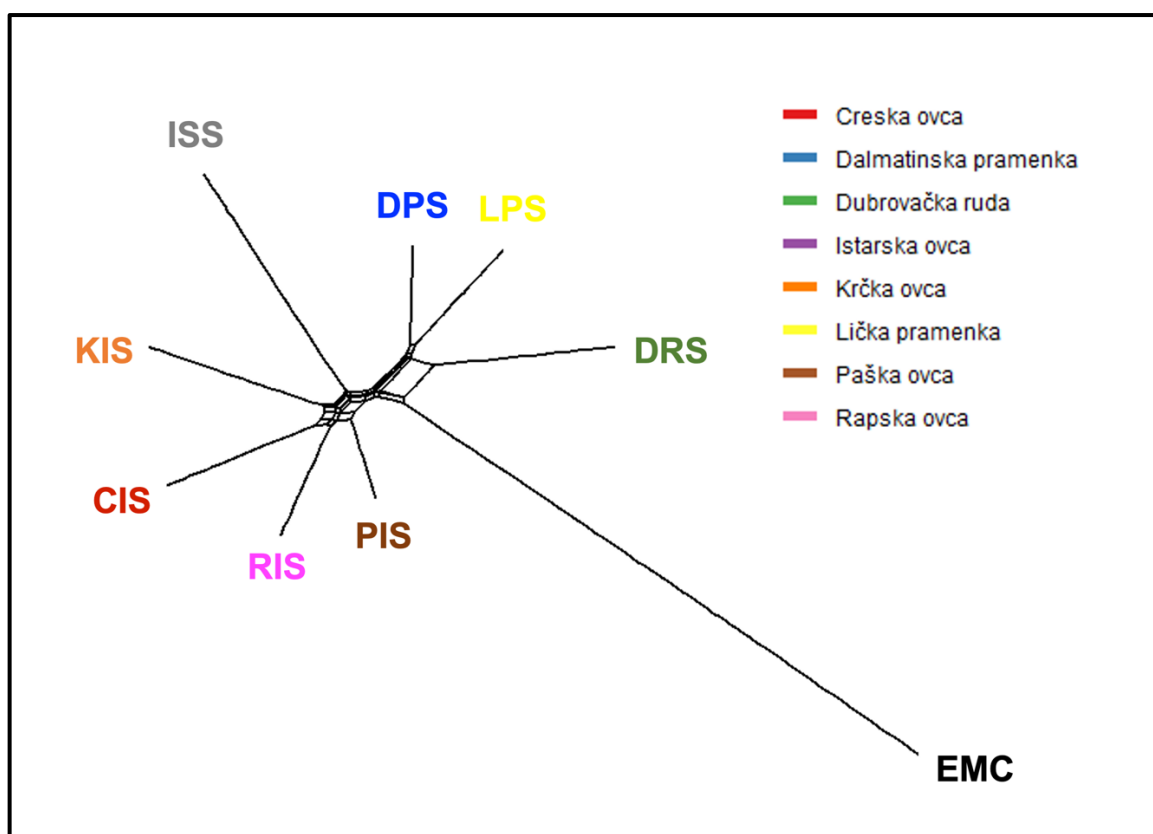 ISS
DPS
LPS
KIS
DRS
CIS
RIS
PIS
EMC
Creska ovca
Dalmatinska pramenka
Dubrovačka ruda
Istarska ovca
Krčka ovca
Lička pramenka
Paška ovca
Rapska ovca